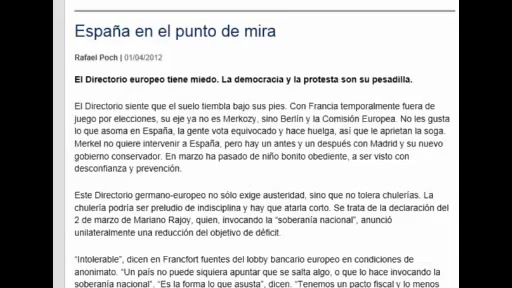 España en el punto de mira
Rafael Poch | 01/04/2012
El Directorio europeo tiene miedo. La democracia y la protesta son su pesadilla.
El Directorio siente que el suelo tiembla bajo sus pies. Con Francia temporalmente fuera de
juego por elecciones, su eje ya no es Merkozy, sino Berlín y la Comisión Europea. No les gusta
lo que asoma en España, la gente vota equivocado y hace huelga, así que le aprietan la soga.
Merkel no quiere intervenir a España, pero hay un antes y un después con Madrid y su nuevo
gobierno conservador. En marzo ha pasado de niño bonito obediente, a ser visto con
desconfianza y prevención.
Este Directorio germano-europeo no sólo exige austeridad, sino que no tolera chulerías. La
chulería podría ser preludio de indisciplina y hay que atarla corto. Se trata de la declaración del
2 de marzo de Mariano Rajoy, quien, invocando la “soberanía nacional”, anunció
unilateralmente una reducción del objetivo de déficit.
“Intolerable”, dicen en Francfort fuentes del lobby bancario europeo en condiciones de
anonimato. “Un país no puede siquiera apuntar que se salta algo, o que lo hace invocando la
soberanía nacional”. “Es la forma lo que asusta”, dicen. “Tenemos un pacto fiscal y lo menos